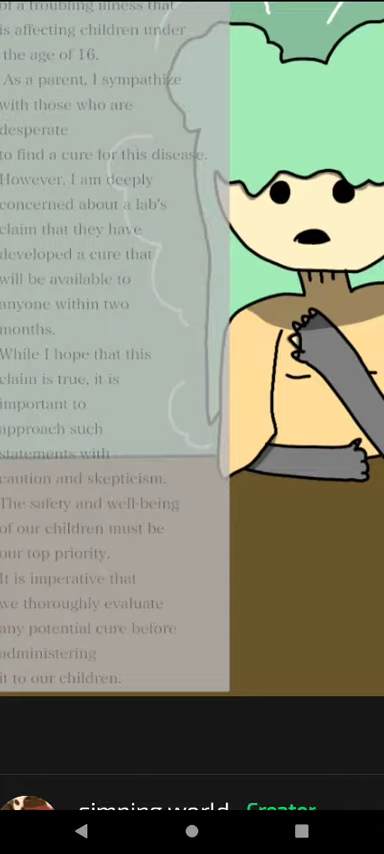 of a troubling illness that
is affecting children under
the age of 16.
As a parent, I sympathize
with those who are
desperate
to find a cure for this disease.
However, I am deeply
concerned about a lab's
claim that they have
developed a cure that
will be available to
anyone within two
months.
While I hope that this
claim is true, it is
important to
approach such
statements with
caution and skepticism.
The safety and well-being
of our children must be
our top priority.
It is imperative that
we thoroughly evaluate
any potential cure before
administering
it to our children.
simping world Creator